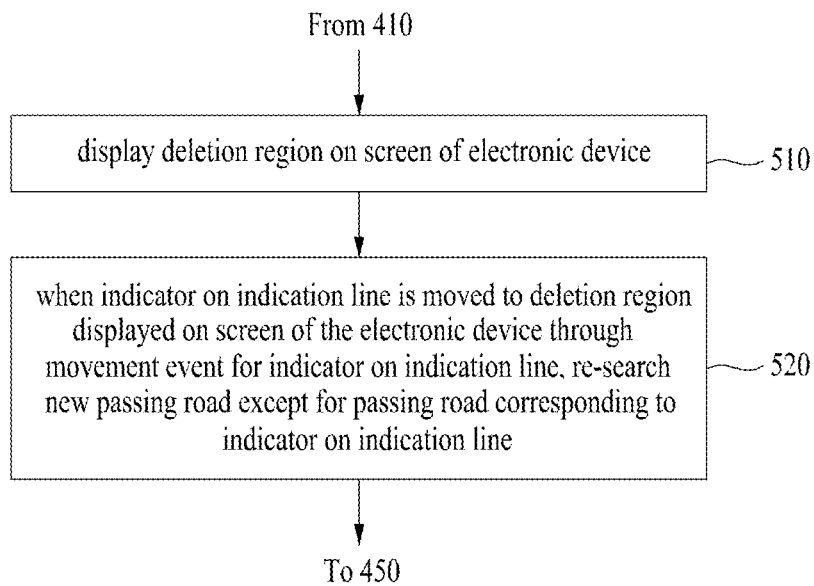 From 410
display deletion region on screen of electronic device
510
when indicator on indication line is moved to deletion region
displayed on screen of the electronic device through
movement event for indicator on indication line, re-search
new passing road except for passing road corresponding to
indicator on indication line
520
To 450